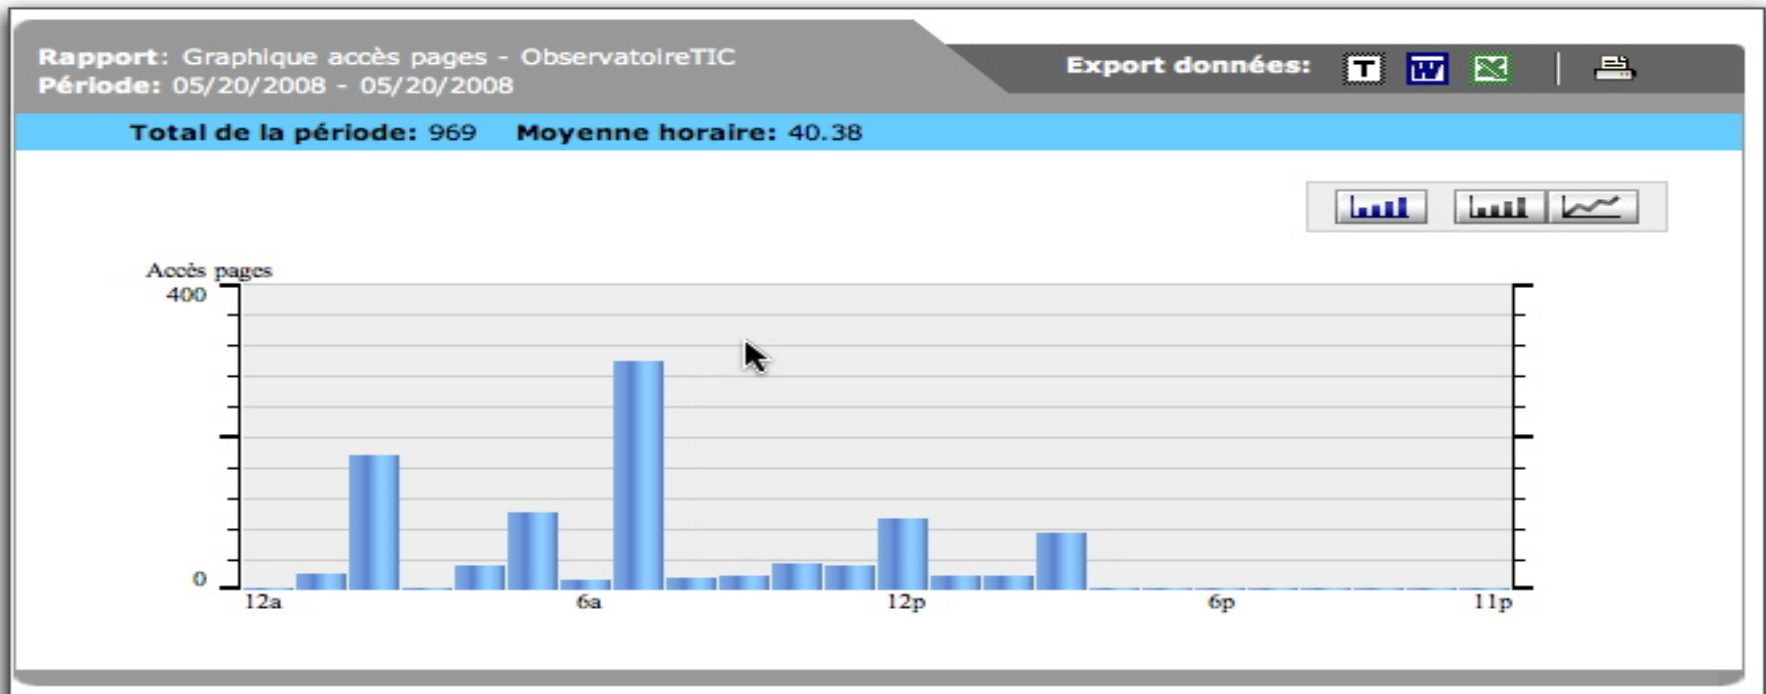 Rapport: Graphique accès pages - ObservatoireTIC
Période: 05/20/2008 - 05/20/2008
Export données: T W X
Total de la période: 969 Moyenne horaire: 40.38
Accès pages
400
0
12a 6a 12p 6p 11p